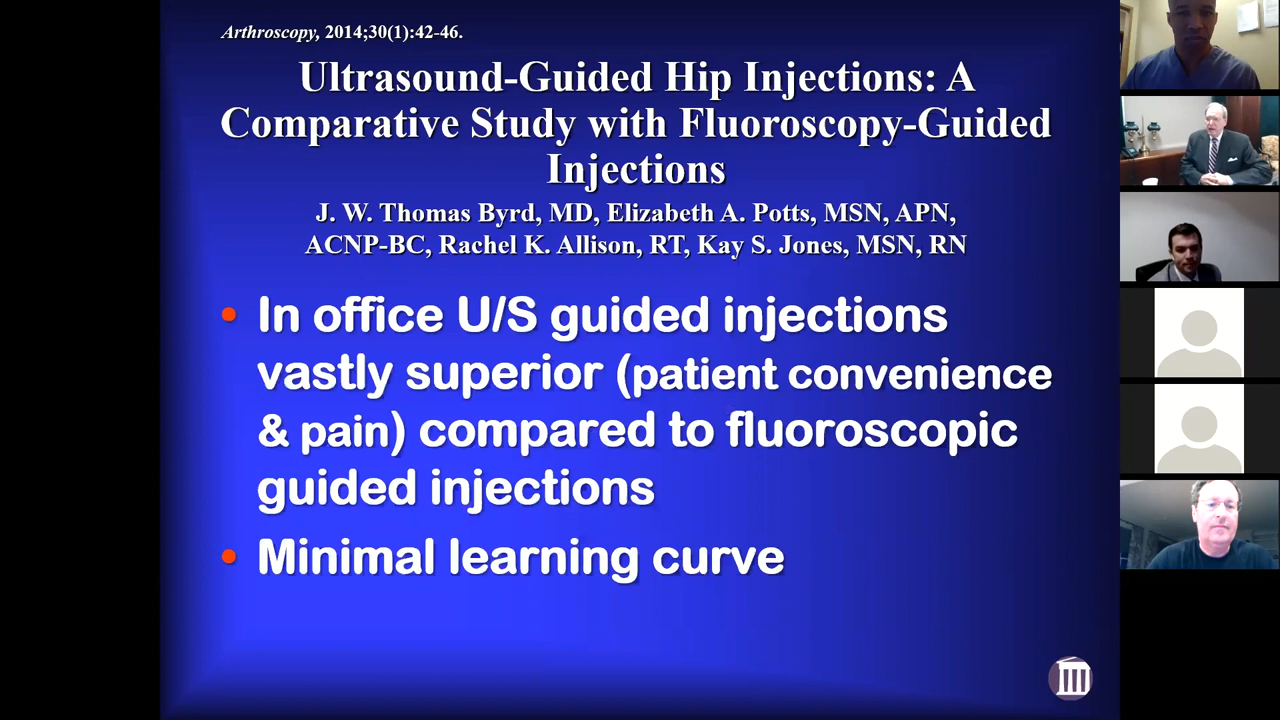 Arthroscopy, 2014;30(1):42-46.
Ultrasound-Guided Hip Injections: A
Comparative Study with Fluoroscopy-Guided
Injections
J. W. Thomas Byrd, MD, Elizabeth A. Potts, MSN, APN,
ACNP-BC, Rachel K. Allison, RT, Kay S. Jones, MSN, RN
• In office U/S guided injections
vastly superior (patient convenience
& pain) compared to fluoroscopic
guided injections
• Minimal learning curve